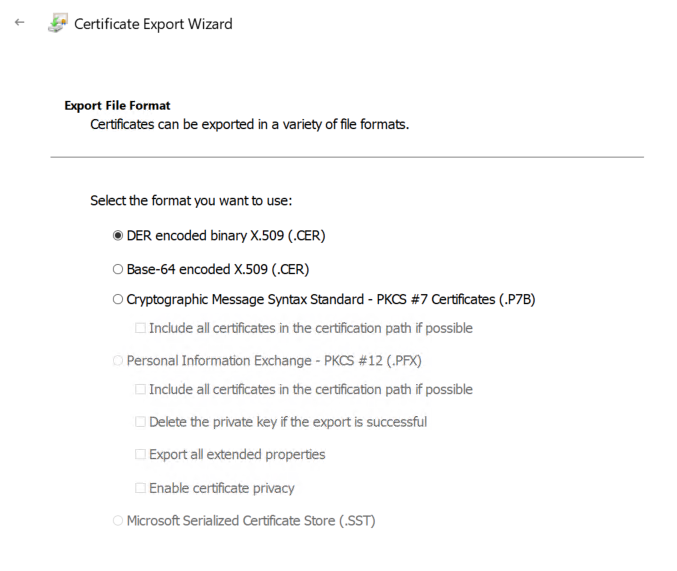 Certificate Export Wizard
Export File Format
Certificates can be exported in a variety of file formats.
Select the format you want to use:
DER encoded binary X.509 (.CER)
Base-64 encoded X.509 (.CER)
Cryptographic Message Syntax Standard - PKCS #7 Certificates (.P7B)
Include all certificates in the certification path if possible
Personal Information Exchange - PKCS #12 (.PFX)
Include all certificates in the certification path if possible
Delete the private key if the export is successful
Export all extended properties
Enable certificate privacy
Microsoft Serialized Certificate Store (.SST)